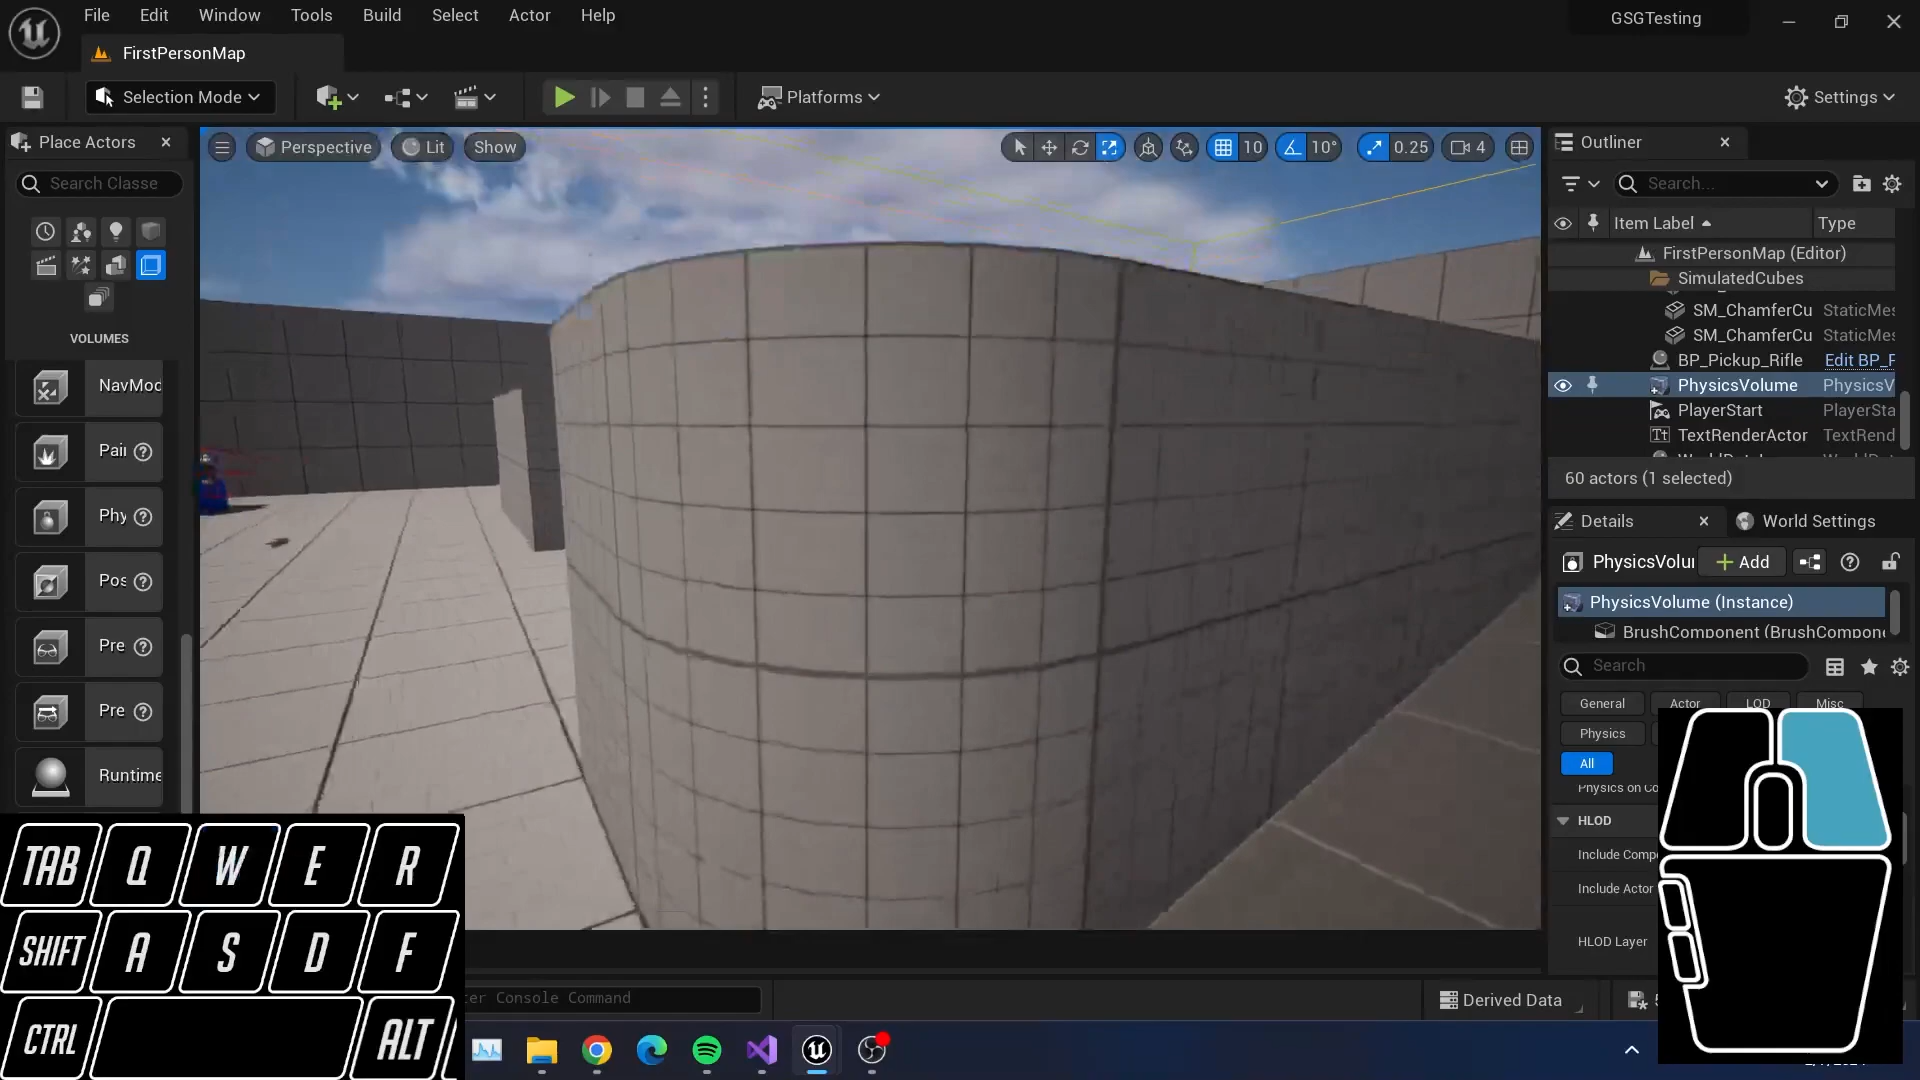 File Edit Window Tools Build Select Actor Help
GSGTesting
FirstPersonMap
Selection Mode
Platforms
Settings
Place Actors
Search Classe
VOLUMES
NavMod
Pai
Phy
Pos
Pre
Pre
Runtime
Perspective
Lit
Show
10
10°
0.25
4
Outliner
Search...
Item Label
Type
FirstPersonMap (Editor)
SimulatedCubes
SM_ChamferCu StaticMes
SM_ChamferCu StaticMes
BP_Pickup_Rifle Edit BP_F
PhysicsVolume PhysicsV
PlayerStart PlayerSta
TextRenderActor TextRend
60 actors (1 selected)
Details
World Settings
PhysicsVolu
Add
PhysicsVolume (Instance)
BrushComponent (BrushCompone
Search
General
Actor
LOD
Misc
Physics
All
Physics on Co
HLOD
Include Comp
Include Actor
HLOD Layer
Console Command
Derived Data
TAB Q W E R
SHIFT A S D F
CTRL ALT